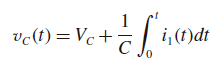 v_C(t) = V_C + \frac{1}{C} \int_0^t i_1(t)dt